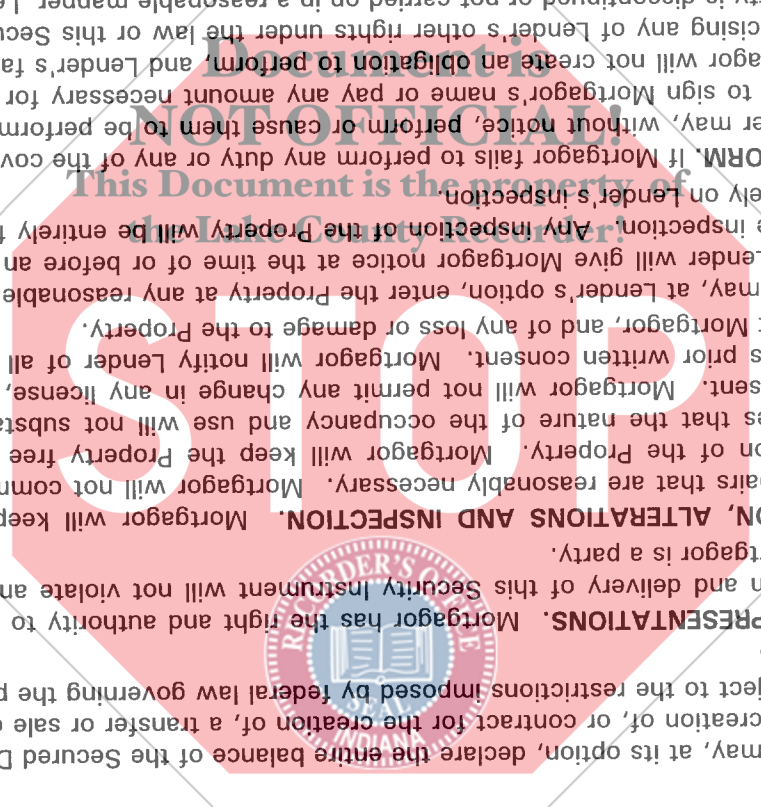 may, at its option, declare the entire balance of the Secured D
creation of, or contract for the creation of, a transfer or sale
ject to the restrictions imposed by federal law governing the p
PRESENTATIONS. Mortgagor has the right and authority to
n and delivery of this Security Instrument will not violate an
rtgagor is a party.
ON, ALTERATIONS AND INSPECTION. Mortgagor will keep
pairs that are reasonably necessary. Mortgagor will not comm
on of the Property. Mortgagor will keep the Property free
es that the nature of the occupancy and use will not substa
sent. Mortgagor will not permit any change in any license,
s prior written consent. Mortgagor will notify Lender of all
t Mortgagor, and of any loss or damage to the Property.
may, at Lender's option, enter the Property at any reasonable
Lender will give Mortgagor notice at the time of or before an
e inspection. Any inspection of the Property will be entirely f
ely on Lender's inspection.
ORM. If Mortgagor fails to perform any duty or any of the cov
er may, without notice, perform or cause them to be perform
to sign Mortgagor's name or pay any amount necessary for
agor will not create an obligation to perform, and Lender's fa
cising any of Lender's other rights under the law or this Secu
rty is discontinued or not carried on in a reasonable manner, Le
Document is
NOT OFFICIAL!
This Document is the property of
the Lake County Recorder!
STOP
RECORDER'S OFFICE
SEAL
INDIANA